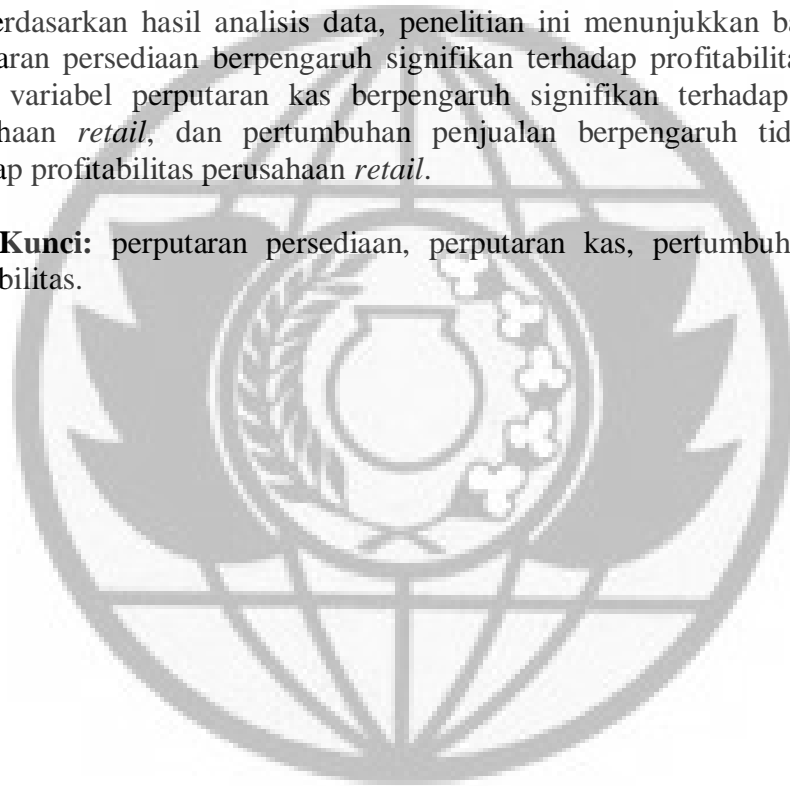 erdasarkan hasil analisis data, penelitian ini menunjukkan ba
aran persediaan berpengaruh signifikan terhadap profitabilita
variabel perputaran kas berpengaruh signifikan terhadap
haan retail, dan pertumbuhan penjualan berpengaruh tid
ap profitabilitas perusahaan retail.
Kunci: perputaran persediaan, perputaran kas, pertumbuh
bilitas.